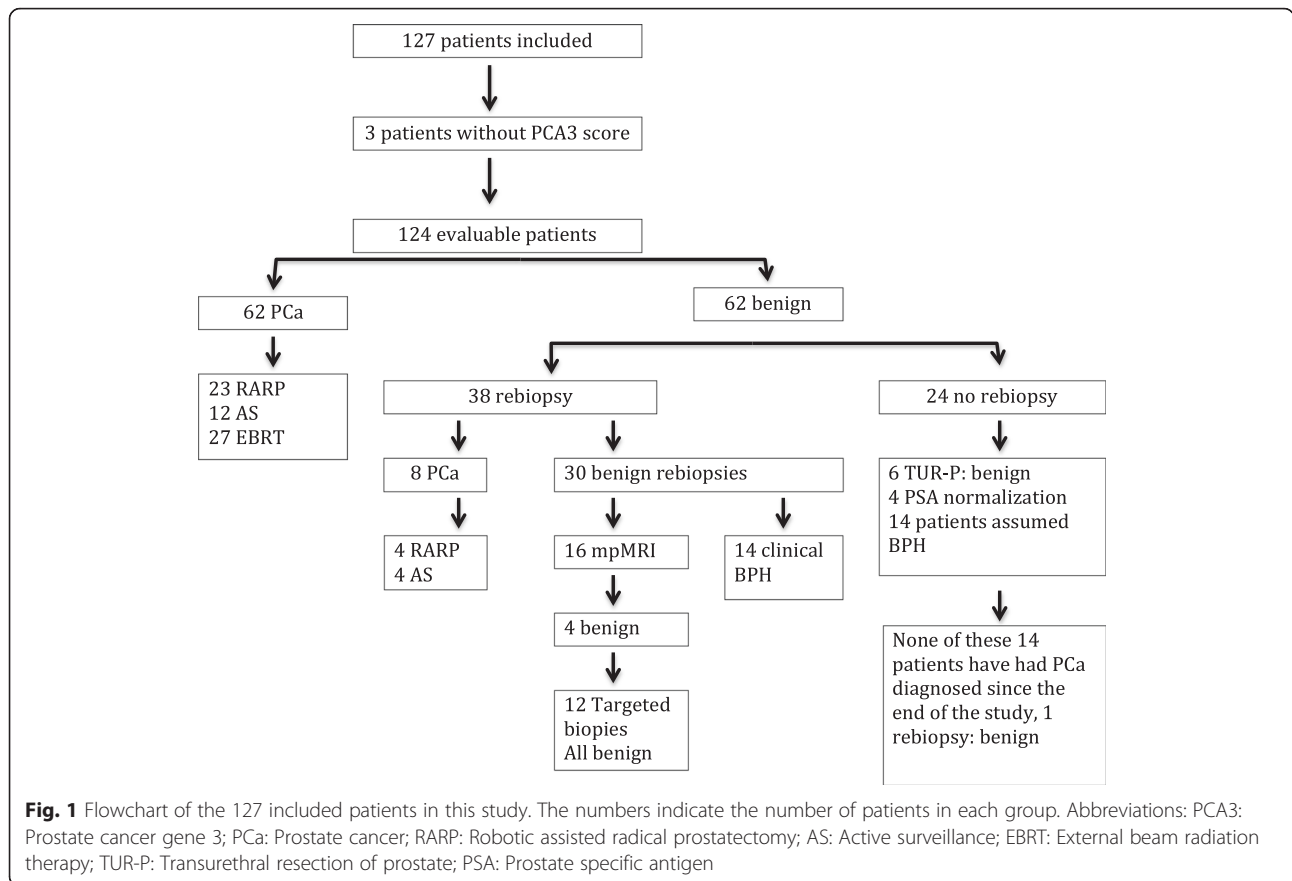 127 patients included
3 patients without PCA3 score
124 evaluable patients
62 PCa
62 benign
23 RARP
12 AS
27 EBRT
38 rebiopsy
24 no rebiopsy
8 PCa
30 benign rebiopsies
6 TUR-P: benign
4 PSA normalization
14 patients assumed
BPH
4 RARP
4 AS
16 mpMRI
14 clinical
BPH
4 benign
None of these 14
patients have had PCa
diagnosed since the
end of the study, 1
rebiopsy: benign
12 Targeted
biopies
All benign
Fig. 1 Flowchart of the 127 included patients in this study. The numbers indicate the number of patients in each group. Abbreviations: PCA3:
Prostate cancer gene 3; PCa: Prostate cancer; RARP: Robotic assisted radical prostatectomy; AS: Active surveillance; EBRT: External beam radiation
therapy; TUR-P: Transurethral resection of prostate; PSA: Prostate specific antigen